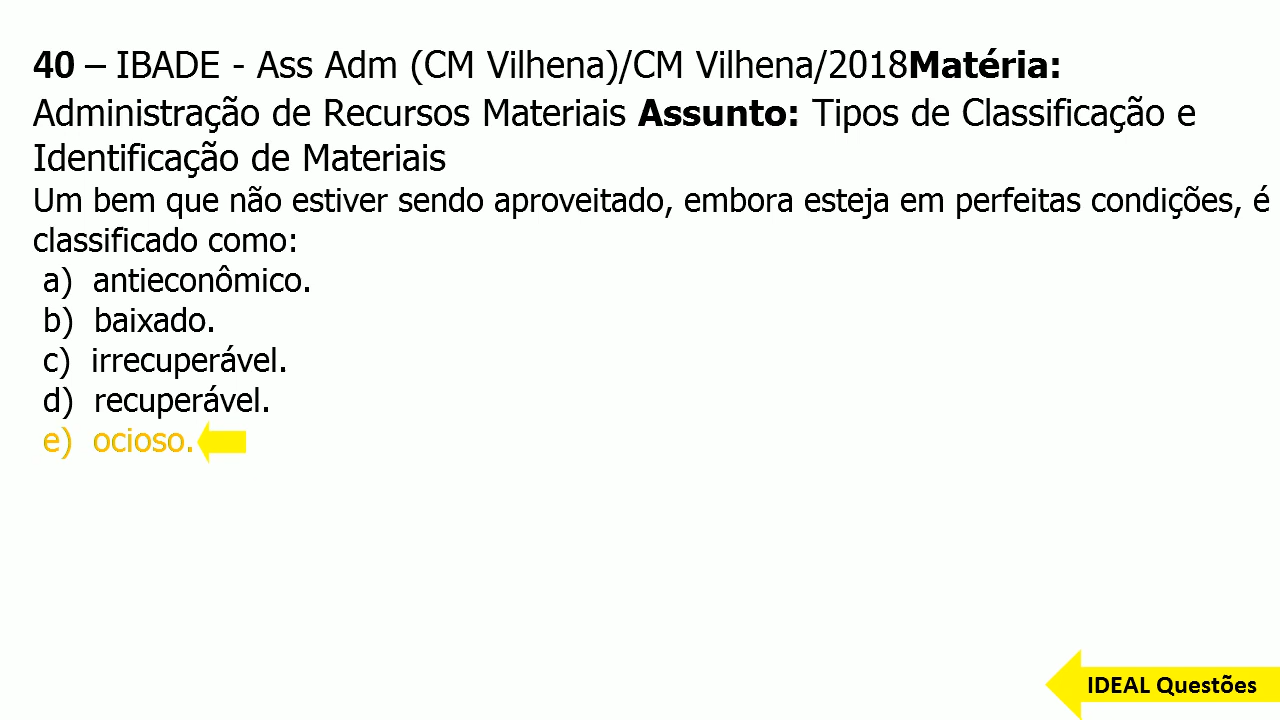 40 – IBADE - Ass Adm (CM Vilhena)/CM Vilhena/2018Matéria:
Administração de Recursos Materiais Assunto: Tipos de Classificação e
Identificação de Materiais
Um bem que não estiver sendo aproveitado, embora esteja em perfeitas condições, é
classificado como:
a) antieconômico.
b) baixado.
c) irrecuperável.
d) recuperável.
e) ocioso.
IDEAL Questões